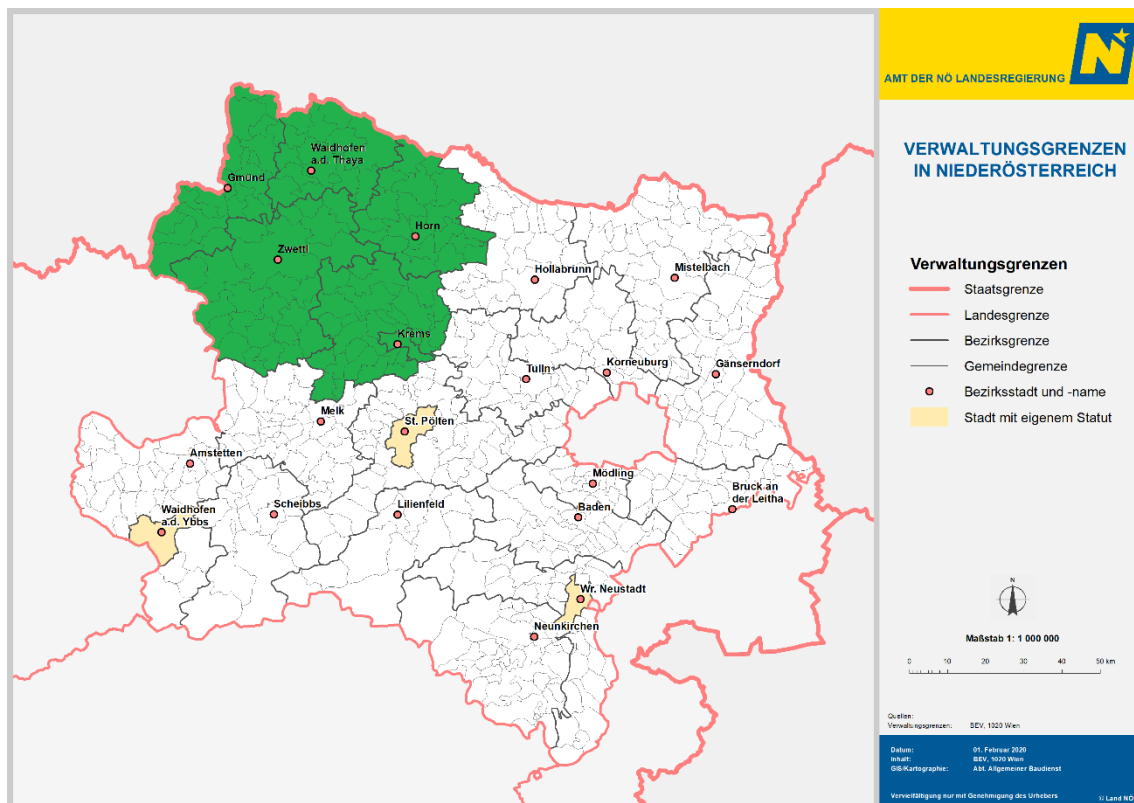 AMT DER NÖ LANDESREGIERUNG
N
VERWALTUNGSGRENZEN
IN NIEDERÖSTERREICH
Verwaltungsgrenzen
Staatsgrenze
Landesgrenze
Bezirksgrenze
Gemeindegrenze
Bezirksstadt und -name
Stadt mit eigenem Statut
N
Maßstab 1: 1 000 000
0 10 20 30 40 50 km
Quellen:
Verwaltungsgrenzen: BEV, 1020 Wien
Datum: 01. Februar 2020
Inhalt: BEV, 1020 Wien
GIS/Kartographie: Abt. Allgemeiner Baudienst
Vervielfältigung nur mit Genehmigung des Urhebers
© Land NÖ
Waidhofen
a.d. Thaya
Gmünd
Horn
Zwettl
Hollabrunn
Mistelbach
Krems
Tulln
Korneuburg
Gänserndorf
Melk
St. Pölten
Amstetten
Mödling
Bruck an
der Leitha
Waidhofen
a.d. Ybbs
Scheibbs
Lilienfeld
Baden
Wr. Neustadt
Neunkirchen